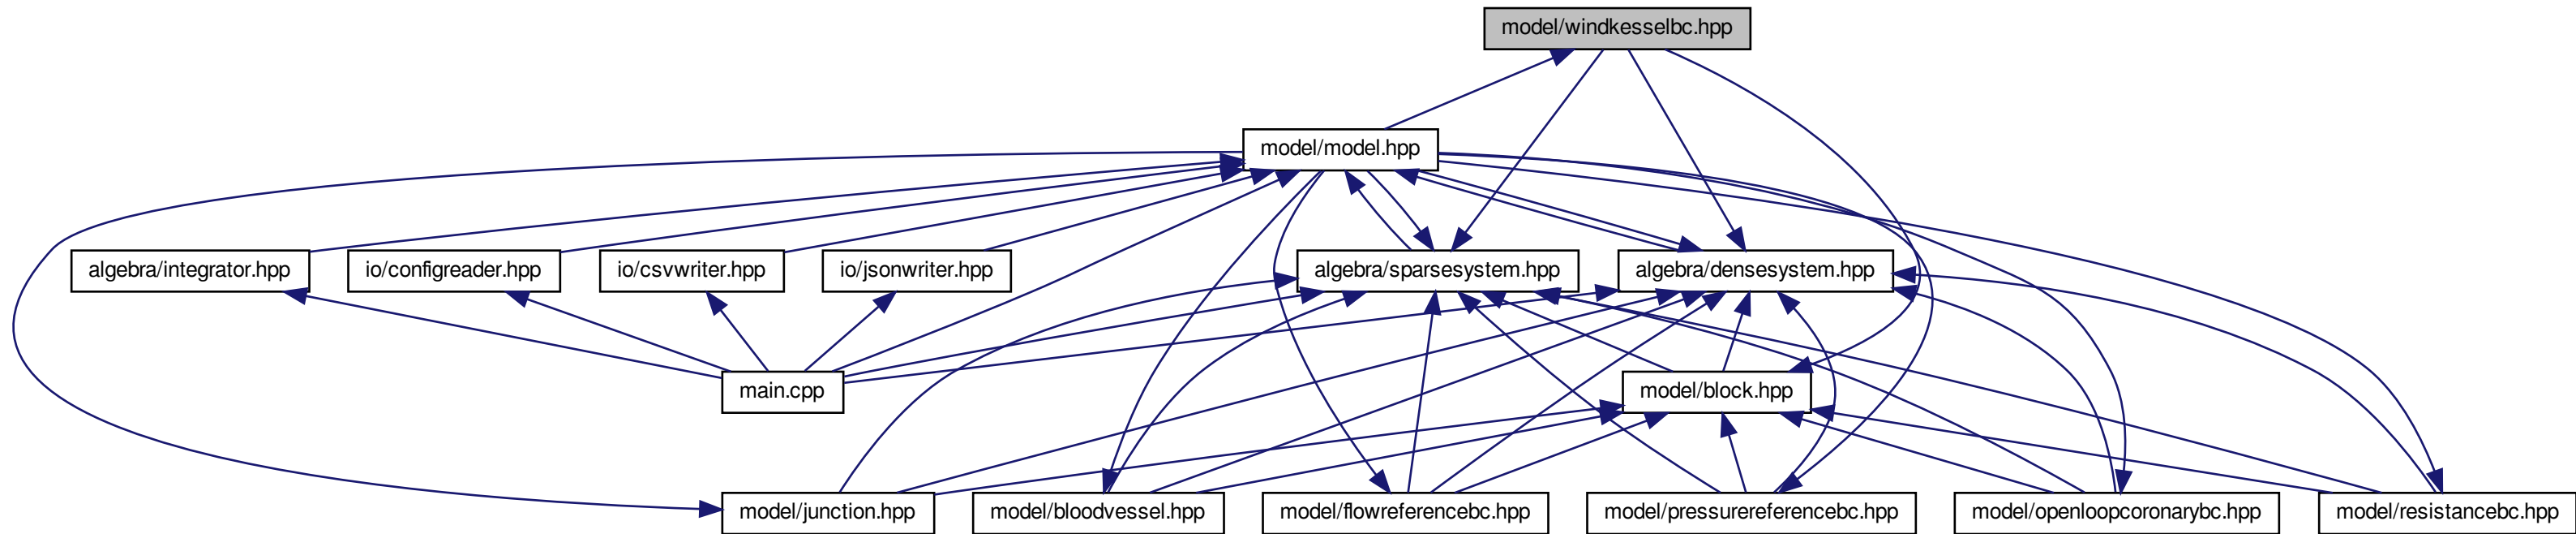 model/windkesselbc.hpp
model/model.hpp
algebra/integrator.hpp
io/configreader.hpp
io/csvwriter.hpp
io/jsonwriter.hpp
algebra/sparsesystem.hpp
algebra/densesystem.hpp
main.cpp
model/block.hpp
model/junction.hpp
model/bloodvessel.hpp
model/flowreferencebc.hpp
model/pressurereferencebc.hpp
model/openloopcoronarybc.hpp
model/resistancebc.hpp